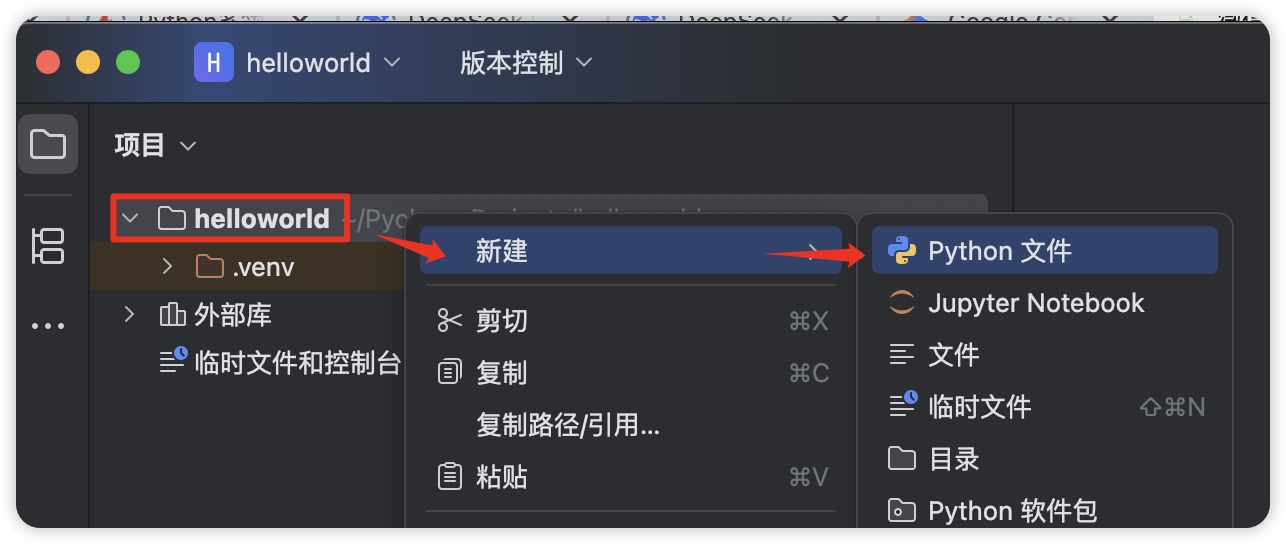 H helloworld 版本控制
项目
helloworld
.venv
外部库
临时文件和控制台
新建
剪切 ⌘X
复制 ⌘C
复制路径/引用...
粘贴 ⌘V
Python 文件
Jupyter Notebook
文件
临时文件 ⇧⌘N
目录
Python 软件包